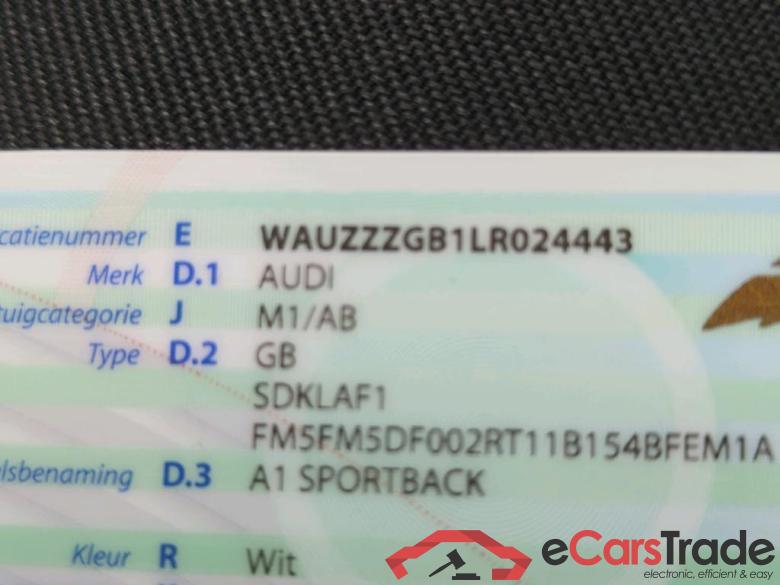 catienummer E WAUZZZGB1LR024443
Merk D.1 AUDI
tuigcategorie J M1/AB
Type D.2 GB
SDKLAF1
FM5FM5DF002RT11B154BFEM1A
lsbenaming D.3 A1 SPORTBACK
Kleur R Wit
eCarsTrade
electronic, efficient & easy